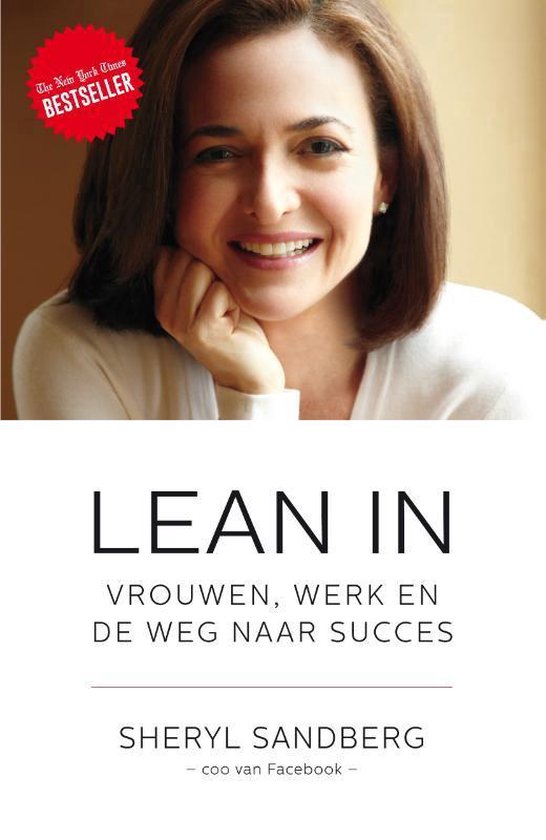 The New York Times
BESTSELLER
LEAN IN
VROUWEN, WERK EN
DE WEG NAAR SUCCES
SHERYL SANDBERG
– coo van Facebook –